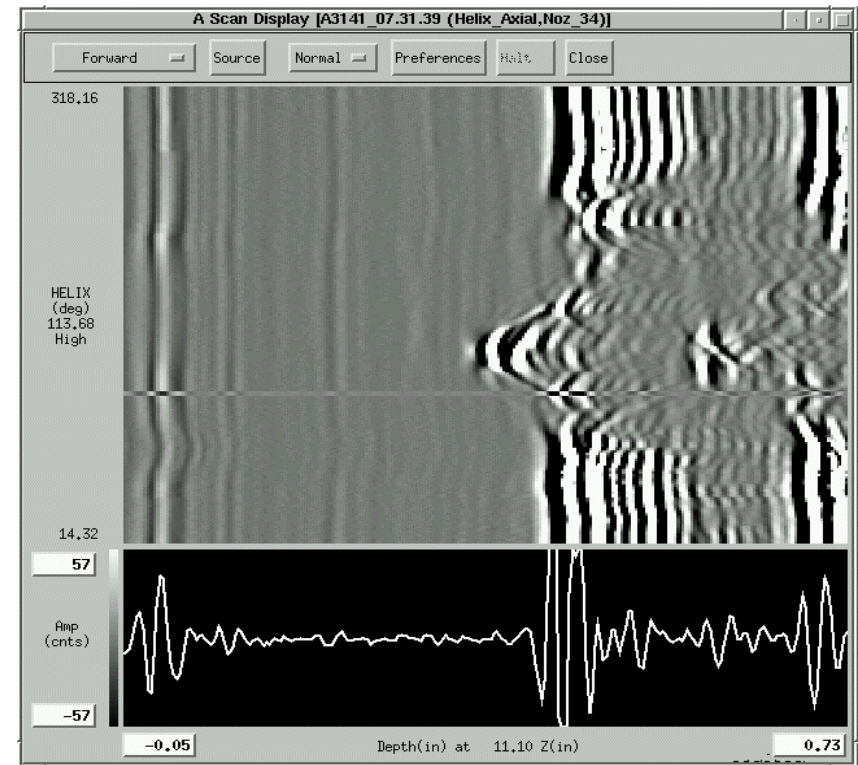 A Scan Display [A3141_07.31.39 (Helix_Axial,Noz_34)]
Forward Source Normal Preferences Halt Close
318.16
HELIX
(deg)
113.68
High
14.32
57
Amp
(cnts)
-57
-0.05 Depth(in) at 11.10 Z(in) 0.73